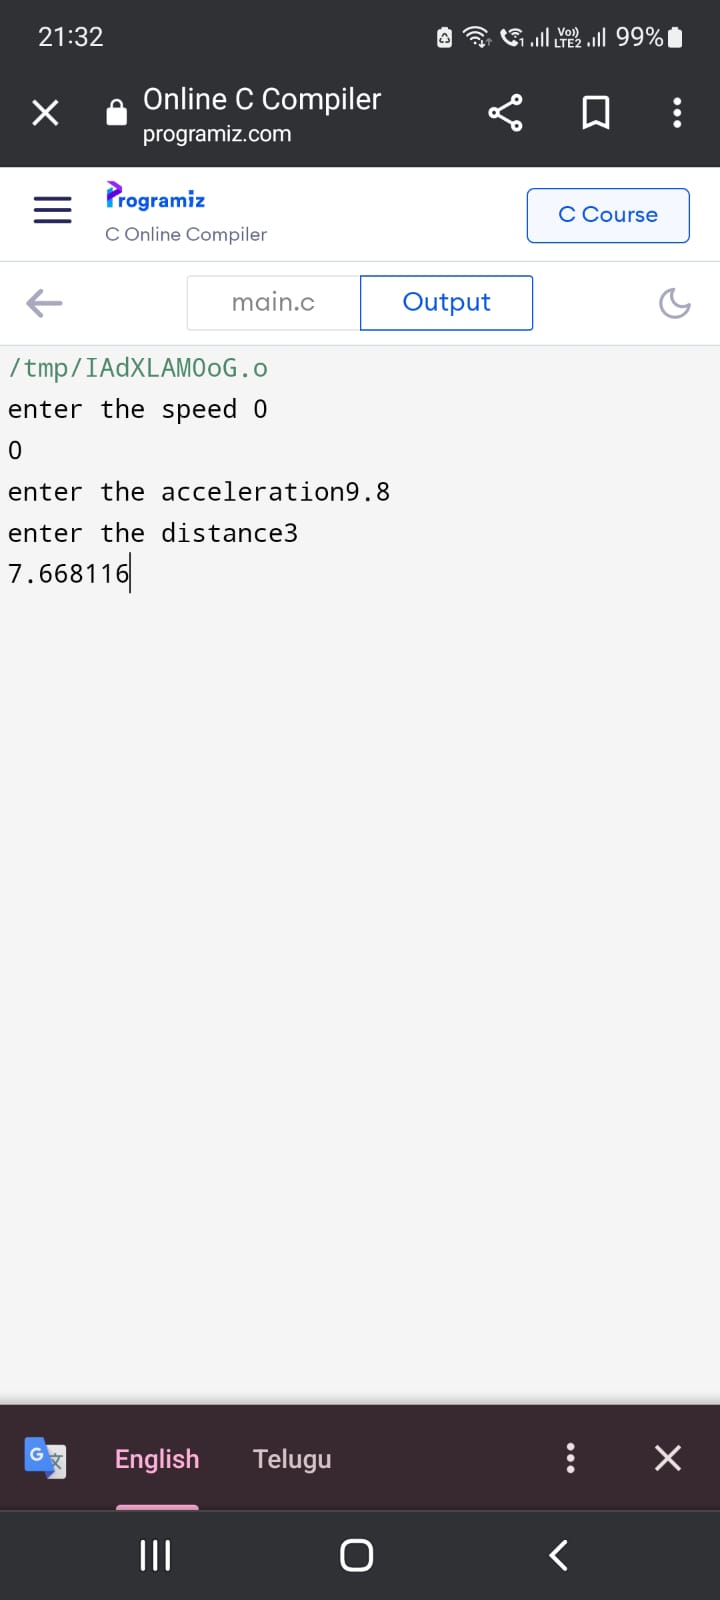 21:32
Vo)) LTE2 99%
Online C Compiler
programiz.com
Programiz
C Online Compiler
C Course
main.c
Output
/tmp/IAdXLAMOoG.o
enter the speed 0
0
enter the acceleration9.8
enter the distance3
7.668116
G 文
English
Telugu